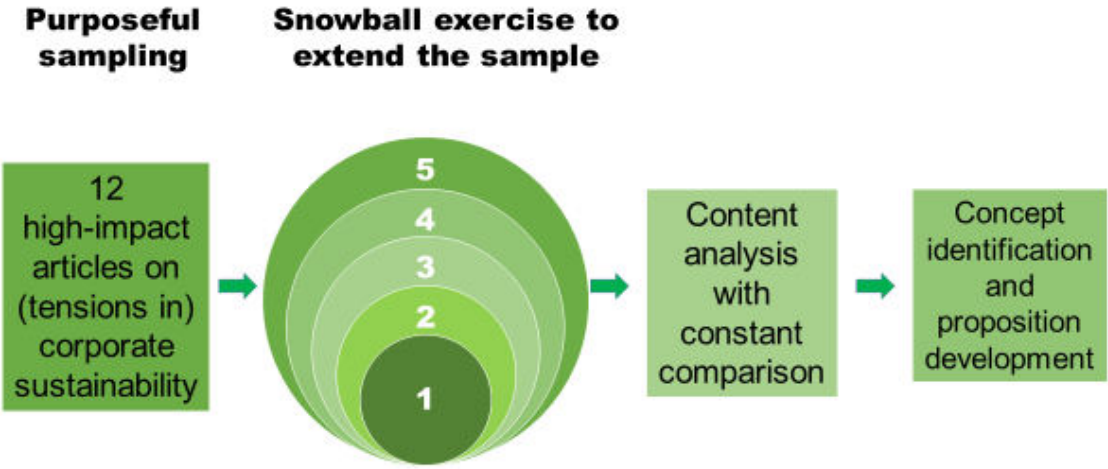 Purposeful
sampling
Snowball exercise to
extend the sample
12
high-impact
articles on
(tensions in)
corporate
sustainability
5
4
3
2
1
Content
analysis
with
constant
comparison
Concept
identification
and
proposition
development